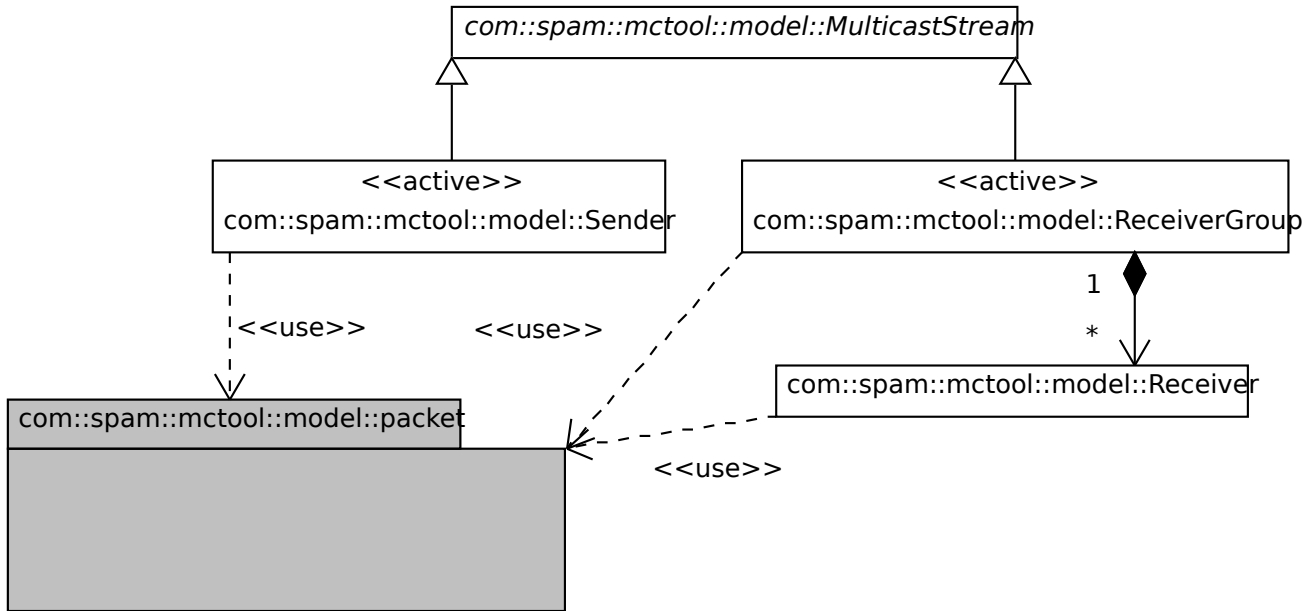 com::spam::mctool::model::MulticastStream
<<active>>
com::spam::mctool::model::Sender
<<active>>
com::spam::mctool::model::ReceiverGroup
1
<<use>>
<<use>>
*
com::spam::mctool::model::Receiver
com::spam::mctool::model::packet
<<use>>